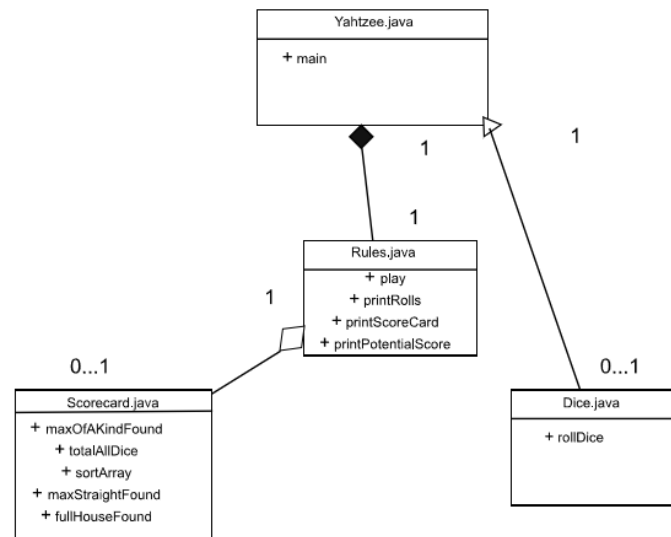 Yahtzee.java
+ main
1
1
1
Rules.java
+ play
+ printRolls
+ printScoreCard
+ printPotentialScore
1
0...1
Scorecard.java
+ maxOfAKindFound
+ totalAllDice
+ sortArray
+ maxStraightFound
+ fullHouseFound
0...1
Dice.java
+ rollDice